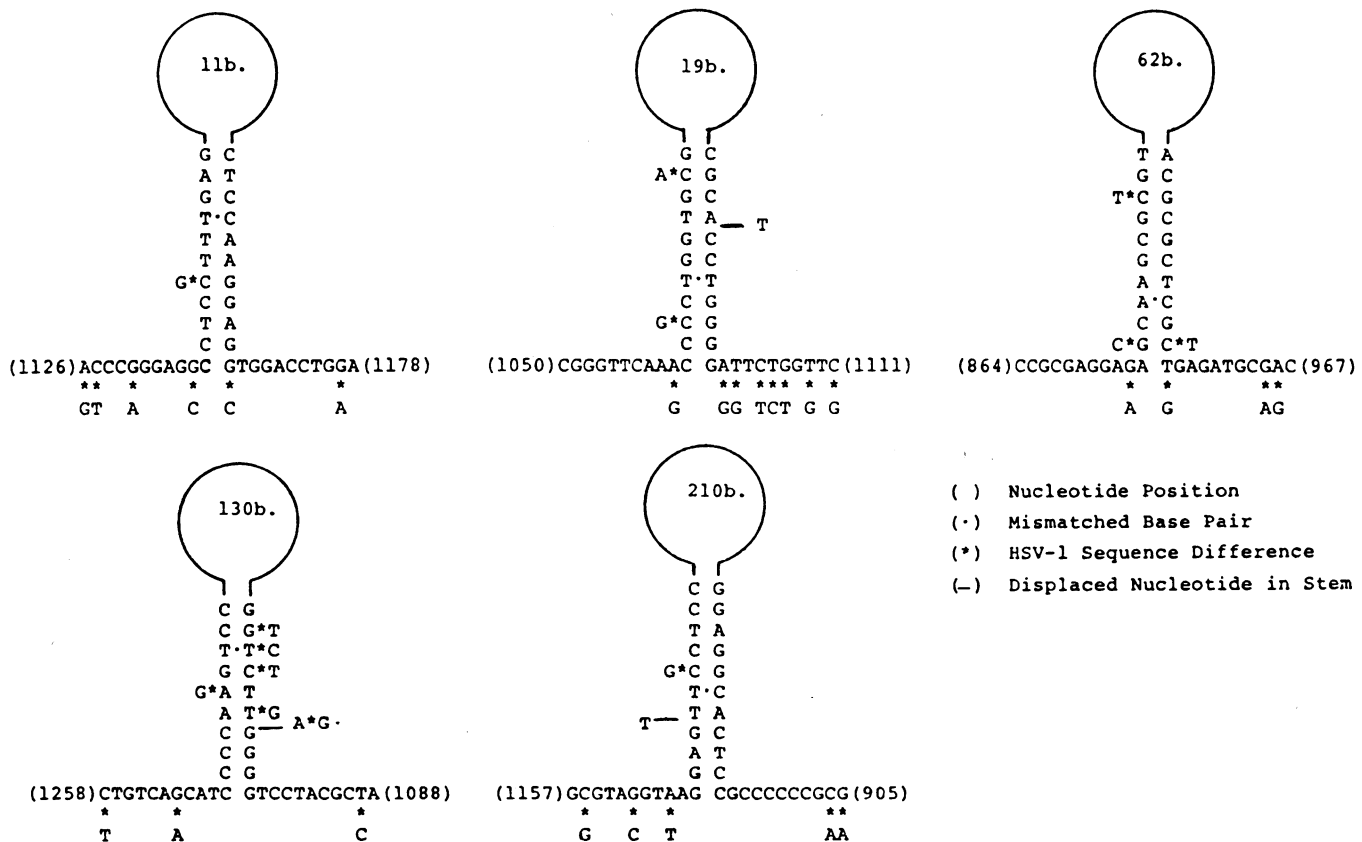 11b.
G C
A T
G C
T·C
T A
T A
G*C G
C G
T A
C G
(1126)ACCCGGGAGGC GTGGACCTGGA(1178)
** * * * *
GT A C C A
19b.
G C
A*C G
G C
T A — T
G C
G C
T·T
C G
G*C G
C G
(1050)CGGGTTCAAAC GATTCTGGTTC(1111)
* ** *** * *
G GG TCT G G
62b.
T A
G C
T*C G
G C
C G
G C
A T
A·C
C G
C*G C*T
(864)CCGCGAGGAGA TGAGATGCGAC(967)
* * **
A G AG
130b.
C G
C G*T
T·T*C
G C*T
G*A T
A T*G
C G — A*G·
C G
C G
(1258)CTGTCAGCATC GTCCTACGCTA(1088)
* * *
T A C
210b.
C G
C G
T A
C G
G*C G
T·C
T A
T — G C
A T
G C
(1157)GCGTAGGTAAG CGCCCCCCGCG(905)
* * * **
G C T AA
( ) Nucleotide Position
(·) Mismatched Base Pair
(*) HSV-1 Sequence Difference
(—) Displaced Nucleotide in Stem